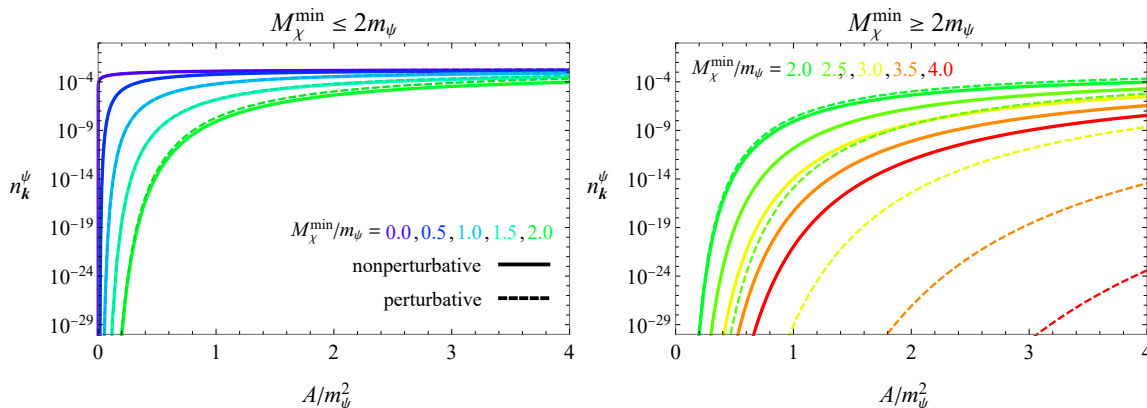 M_χ^min ≤ 2m_ψ
n_k^ψ
10^-4
10^-9
10^-14
10^-19
10^-24
10^-29
M_χ^min/m_ψ = 0.0 , 0.5 , 1.0 , 1.5 , 2.0
nonperturbative
perturbative
0 1 2 3 4
A/m_ψ^2
M_χ^min ≥ 2m_ψ
n_k^ψ
10^-4
10^-9
10^-14
10^-19
10^-24
10^-29
M_χ^min/m_ψ = 2.0 2.5 , 3.0 , 3.5 , 4.0
0 1 2 3 4
A/m_ψ^2